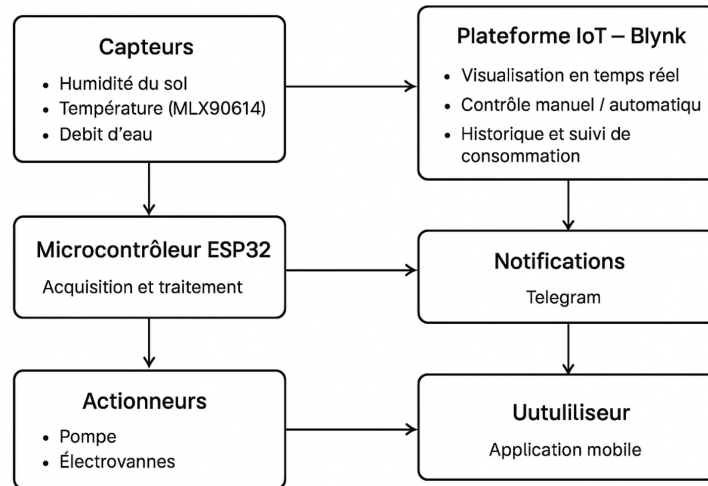 Capteurs
• Humidité du sol
• Température (MLX90614)
• Debit d'eau
Plateforme IoT – Blynk
• Visualisation en temps réel
• Contrôle manuel / automatiqu
• Historique et suivi de
consommation
Microcontrôleur ESP32
Acquisition et traitement
Notifications
Telegram
Actionneurs
• Pompe
• Électrovannes
Uutuliliseur
Application mobile